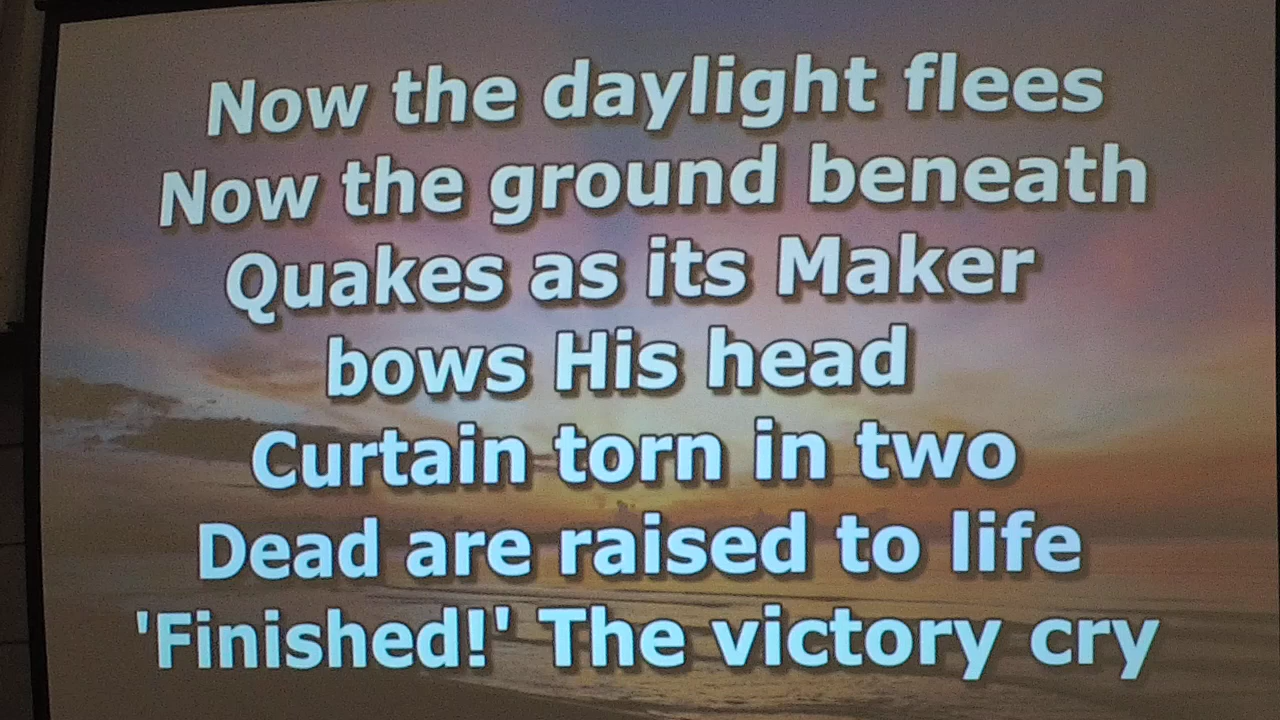 Now the daylight flees
Now the ground beneath
Quakes as its Maker
bows His head
Curtain torn in two
Dead are raised to life
'Finished!' The victory cry